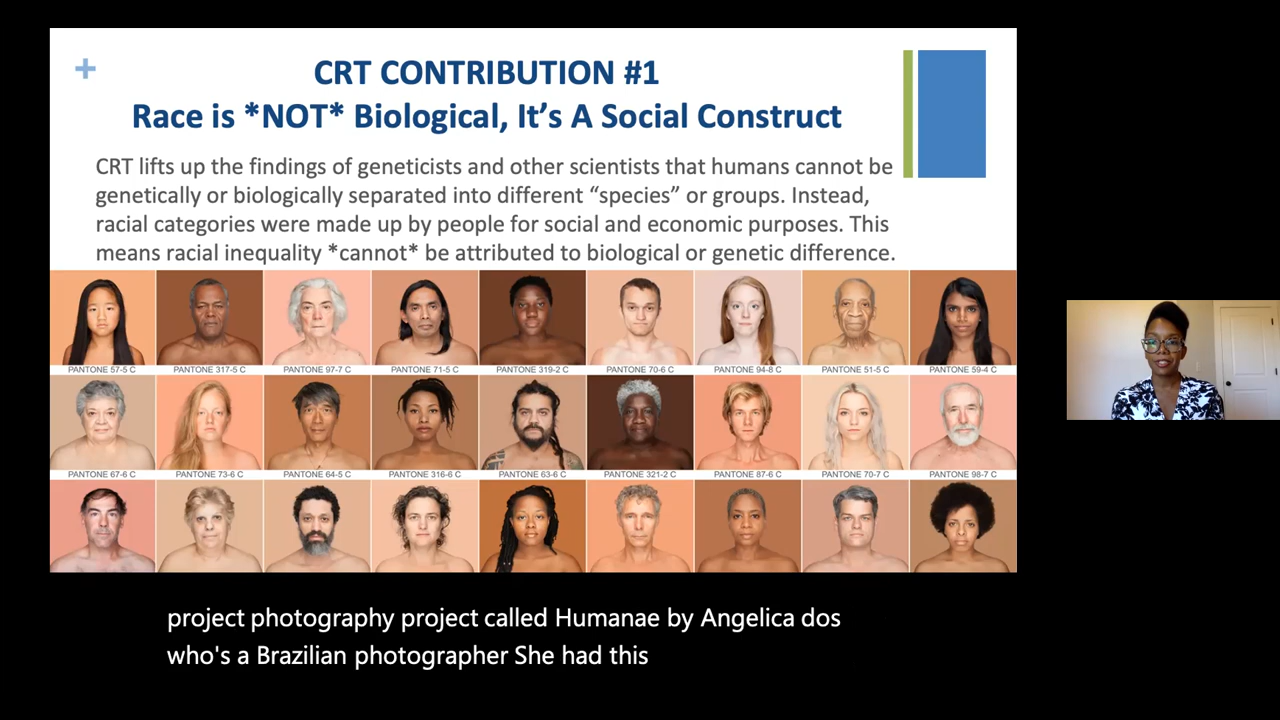 +
CRT CONTRIBUTION #1
Race is *NOT* Biological, It’s A Social Construct
CRT lifts up the findings of geneticists and other scientists that humans cannot be
genetically or biologically separated into different “species” or groups. Instead,
racial categories were made up by people for social and economic purposes. This
means racial inequality *cannot* be attributed to biological or genetic difference.
PANTONE 57-5 C PANTONE 317-5 C PANTONE 97-7 C PANTONE 71-5 C PANTONE 319-2 C PANTONE 70-6 C PANTONE 94-8 C PANTONE 51-5 C PANTONE 59-4 C
PANTONE 67-6 C PANTONE 73-6 C PANTONE 64-5 C PANTONE 316-6 C PANTONE 63-6 C PANTONE 321-2 C PANTONE 87-6 C PANTONE 70-7 C PANTONE 98-7 C
project photography project called Humanae by Angelica dos
who's a Brazilian photographer She had this